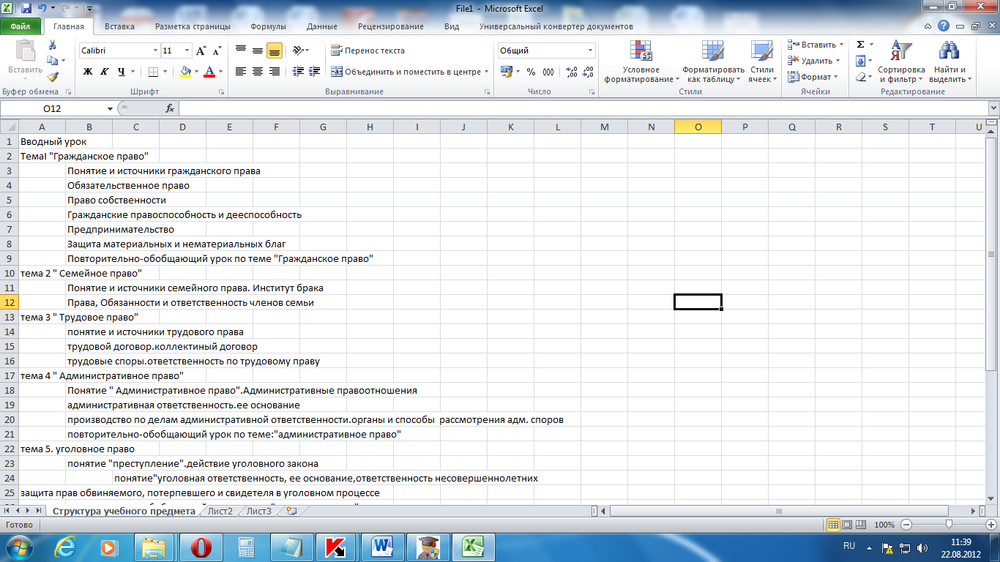 File1 - Microsoft Excel
Файл Главная Вставка Разметка страницы Формулы Данные Рецензирование Вид Универсальный конвертер документов
Вставить
Calibri 11
Ж К Ч
Перенос текста
Объединить и поместить в центре
Общий
% 000
Условное форматирование
Форматировать как таблицу
Стили ячеек
Вставить
Удалить
Формат
Σ
Сортировка и фильтр
Найти и выделить
Буфер обмена Шрифт Выравнивание Число Стили Ячейки Редактирование
O12 fx
A B C D E F G H I J K L M N O P Q R S T U
1 Вводный урок
2 ТемаI "Гражданское право"
3 Понятие и источники гражданского права
4 Обязательственное право
5 Право собственности
6 Гражданские правоспособность и дееспособность
7 Предпринимательство
8 Защита материальных и нематериальных благ
9 Повторительно-обобщающий урок по теме "Гражданское право"
10 тема 2 " Семейное право"
11 Понятие и источники семейного права. Институт брака
12 Права, Обязанности и ответственность членов семьи
13 тема 3 " Трудовое право"
14 понятие и источники трудового права
15 трудовой договор.коллектиный договор
16 трудовые споры.ответственность по трудовому праву
17 тема 4 " Административное право"
18 Понятие " Административное право".Административные правоотношения
19 административная ответственность.ее основание
20 производство по делам административной ответственности.органы и способы  рассмотрения адм. споров
21 повторительно-обобщающий урок по теме:"административное право"
22 тема 5. уголовное право
23 понятие "преступление".действие уголовного закона
24 понятие"уголовная ответственность, ее основание,ответственность несовершеннолетних
25 защита прав обвиняемого, потерпевшего и свидетеля в уголовном процессе
Структура учебного предмета Лист2 Лист3
Готово 100%
RU 11:39
22.08.2012